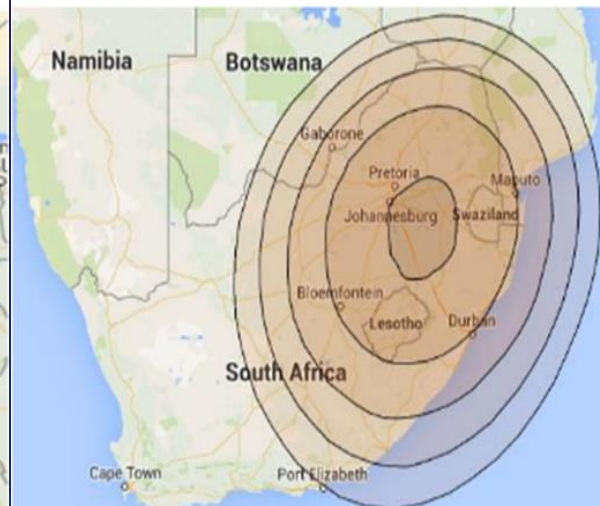 Namibia
Botswana
Gaborone
Pretoria
Maputo
Johannesburg
Swaziland
Bloemfontein
Lesotho
Durban
South Africa
Cape Town
Port Elizabeth